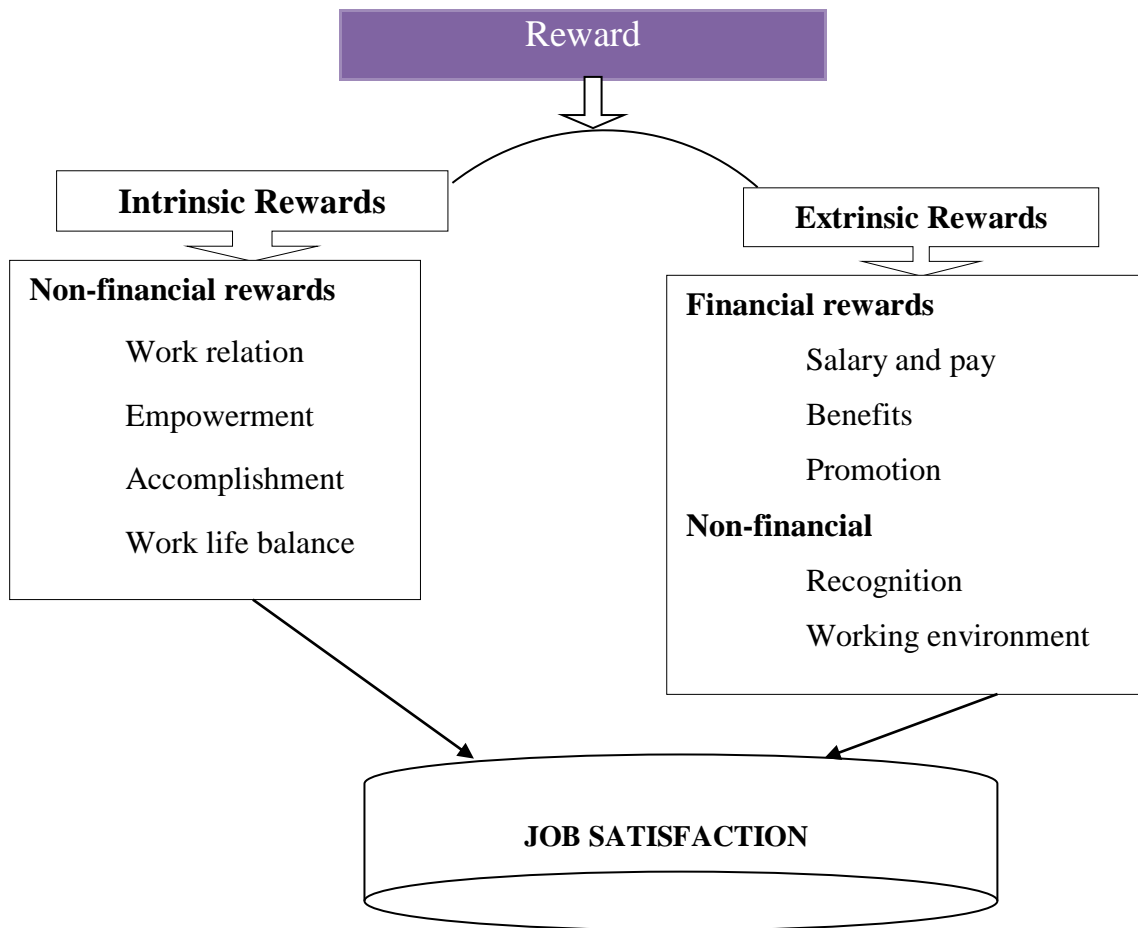 Reward
Intrinsic Rewards
Non-financial rewards
Work relation
Empowerment
Accomplishment
Work life balance
Extrinsic Rewards
Financial rewards
Salary and pay
Benefits
Promotion
Non-financial
Recognition
Working environment
JOB SATISFACTION